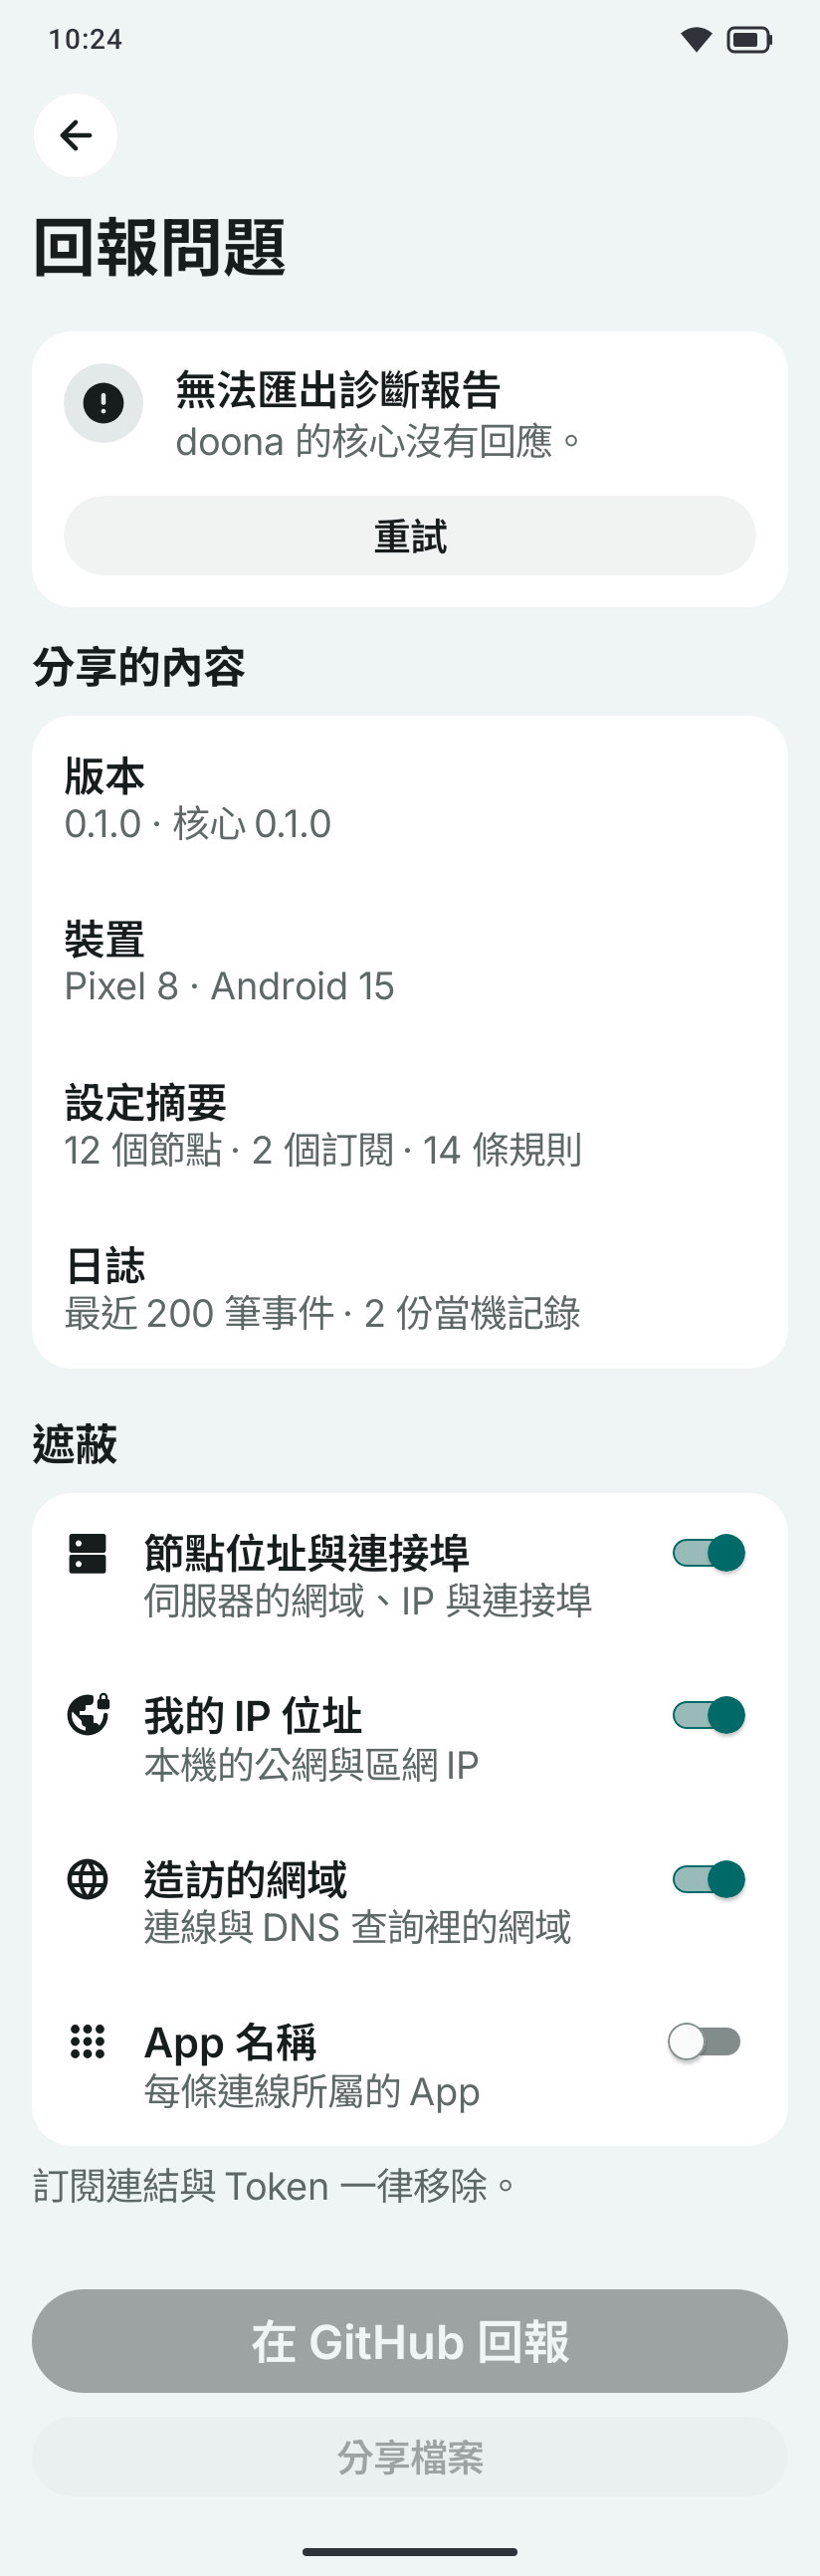 10:24
回報問題
無法匯出診斷報告
doona 的核心沒有回應。
重試
分享的內容
版本
0.1.0 · 核心 0.1.0
裝置
Pixel 8 · Android 15
設定摘要
12 個節點 · 2 個訂閱 · 14 條規則
日誌
最近 200 筆事件 · 2 份當機記錄
遮蔽
節點位址與連接埠
伺服器的網域、IP 與連接埠
我的 IP 位址
本機的公網與區網 IP
造訪的網域
連線與 DNS 查詢裡的網域
App 名稱
每條連線所屬的 App
訂閱連結與 Token 一律移除。
在 GitHub 回報
分享檔案